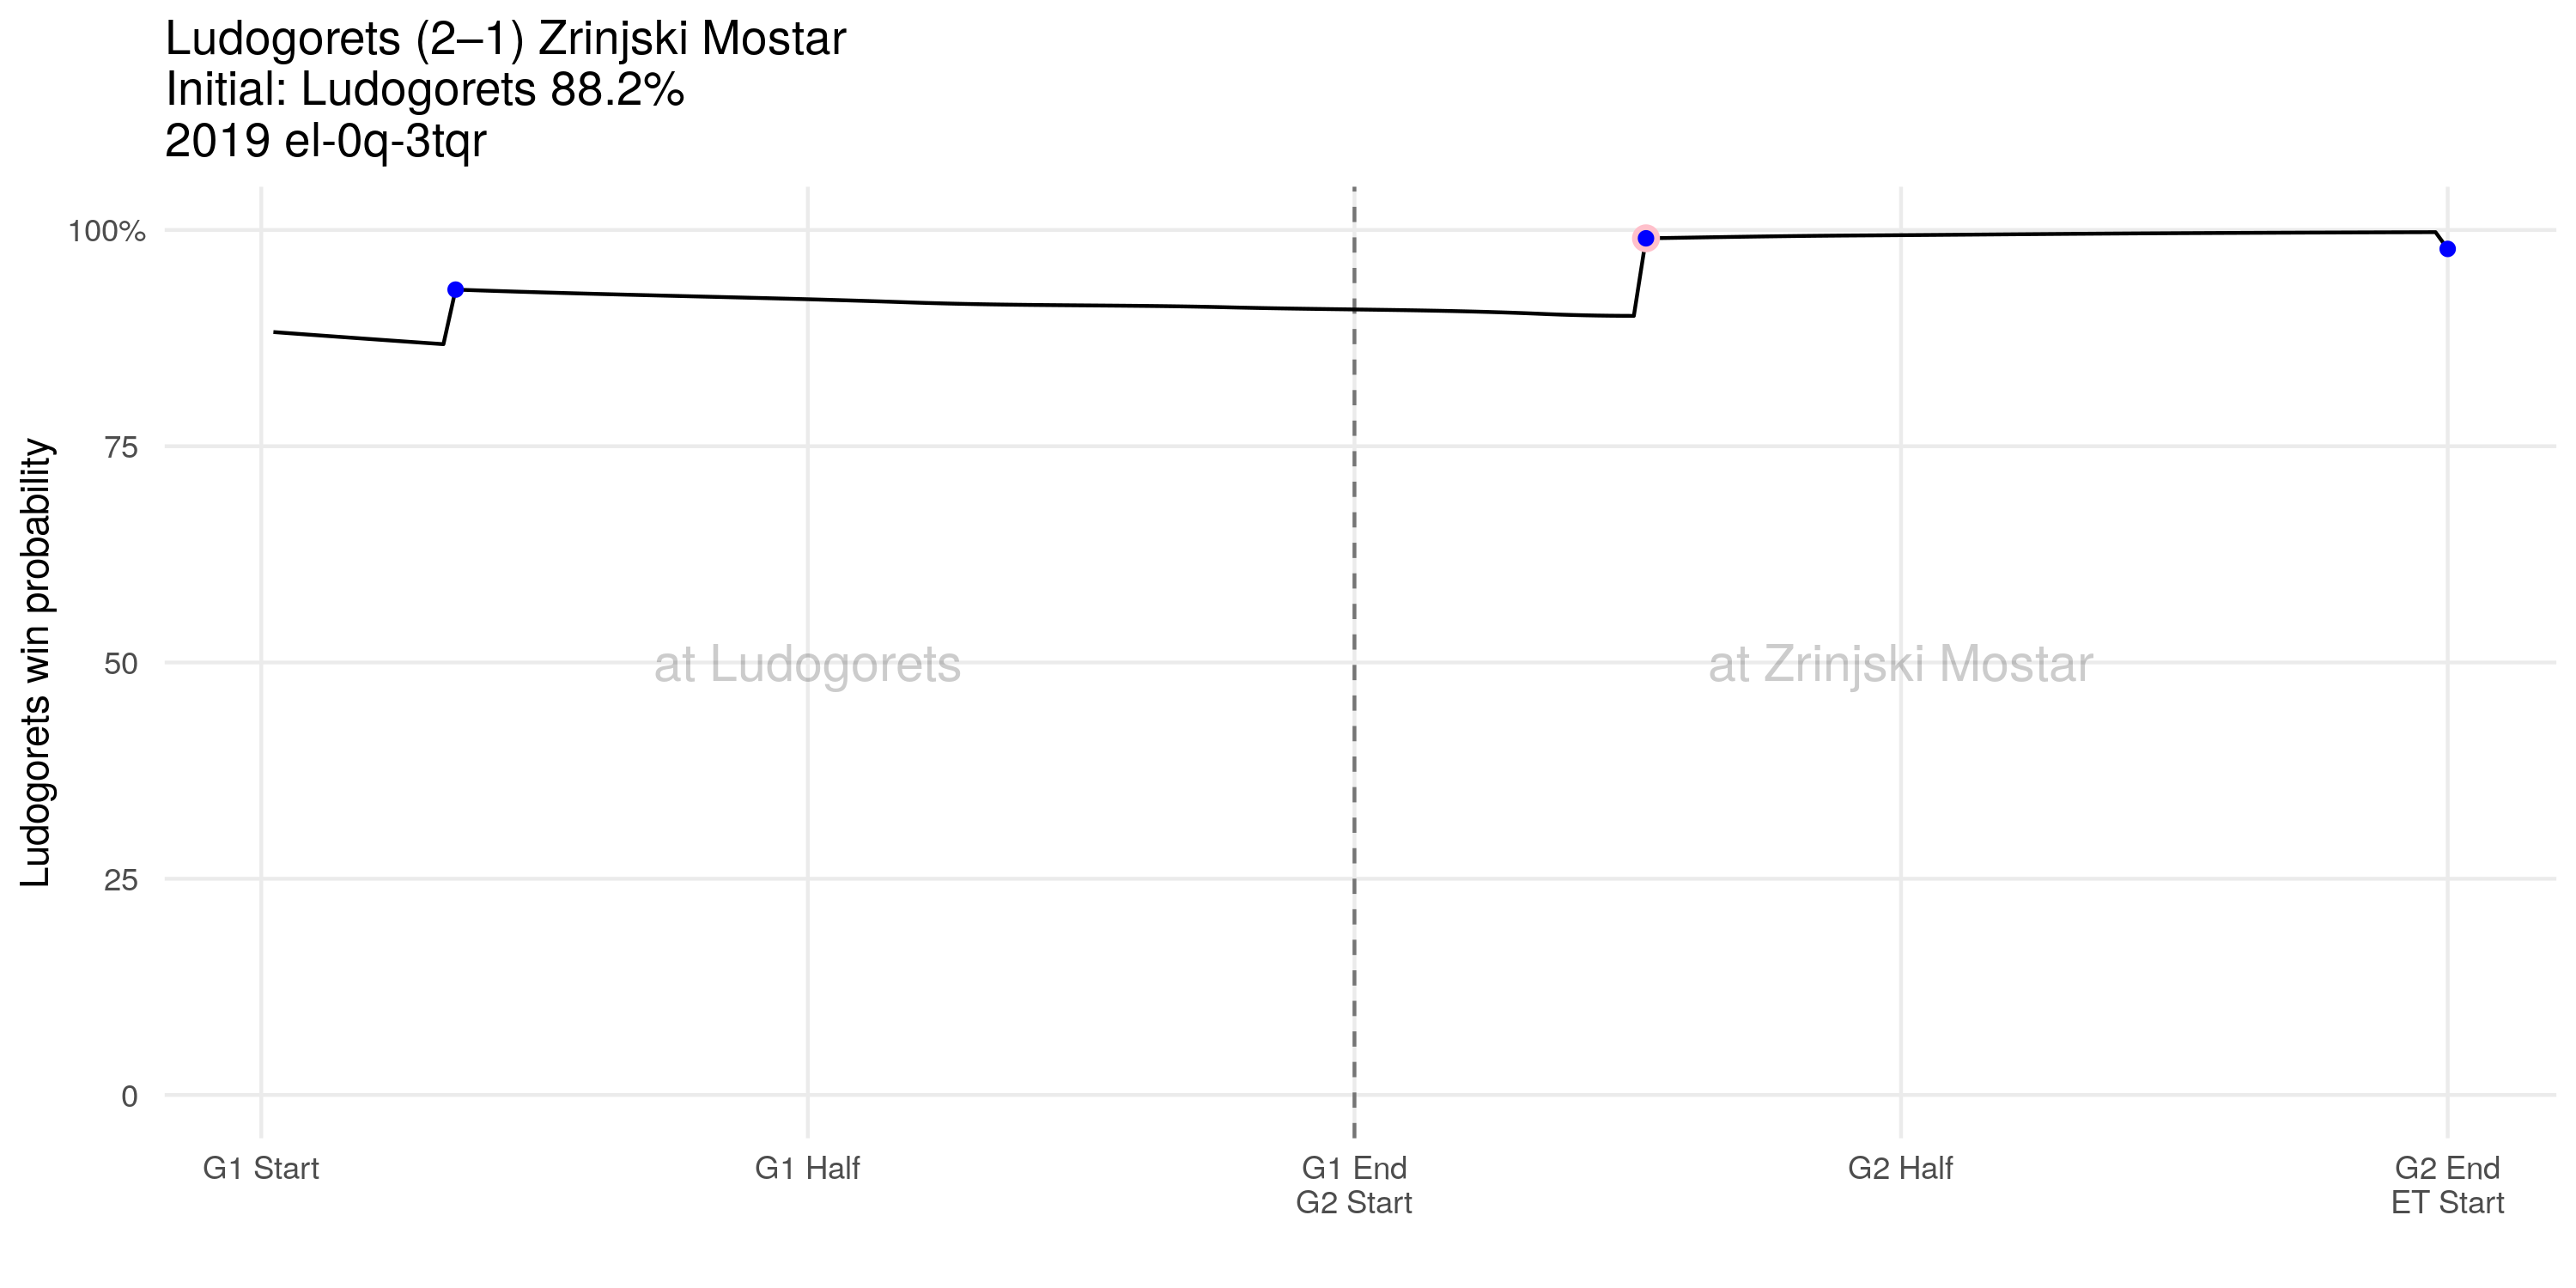 Ludogorets (2–1) Zrinjski Mostar
Initial: Ludogorets 88.2%
2019 el-0q-3tqr
Ludogorets win probability
100%
75
50
25
0
at Ludogorets
at Zrinjski Mostar
G1 Start
G1 Half
G1 End
G2 Start
G2 Half
G2 End
ET Start